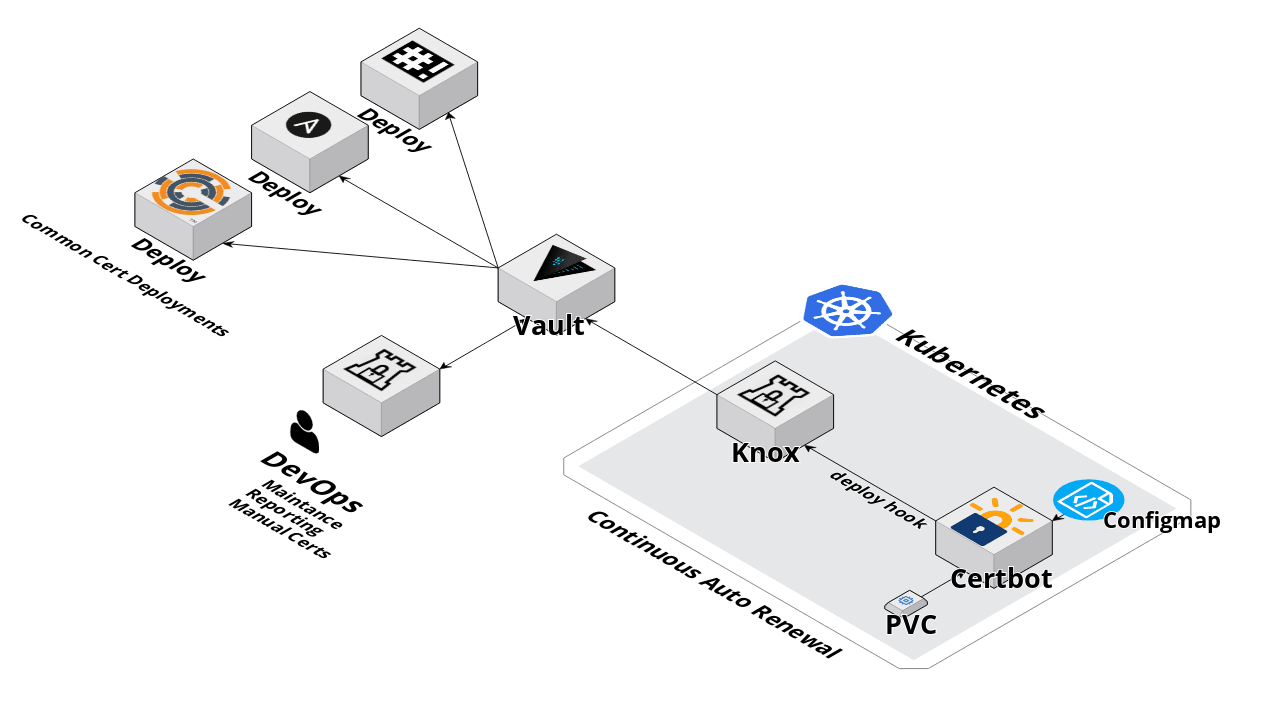 #!
Deploy
A
Deploy
Deploy
Common Cert Deployments
Vault
Kubernetes
Knox
deploy hook
</>
Configmap
Certbot
PVC
DevOps
Maintance
Reporting
Manual Certs
Continuous Auto Renewal